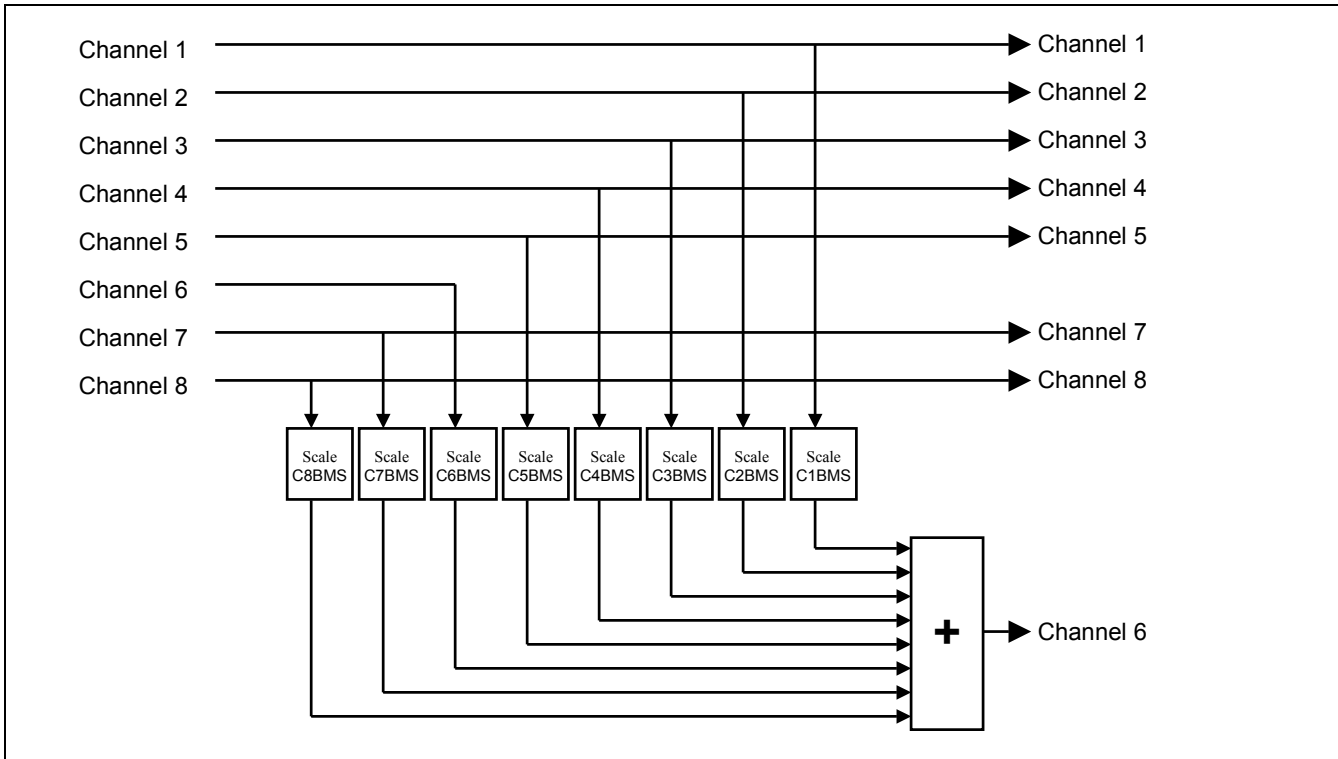 Channel 1
Channel 1
Channel 2
Channel 2
Channel 3
Channel 3
Channel 4
Channel 4
Channel 5
Channel 5
Channel 6
Channel 7
Channel 7
Channel 8
Channel 8
Scale
C8BMS
Scale
C7BMS
Scale
C6BMS
Scale
C5BMS
Scale
C4BMS
Scale
C3BMS
Scale
C2BMS
Scale
C1BMS
+
Channel 6